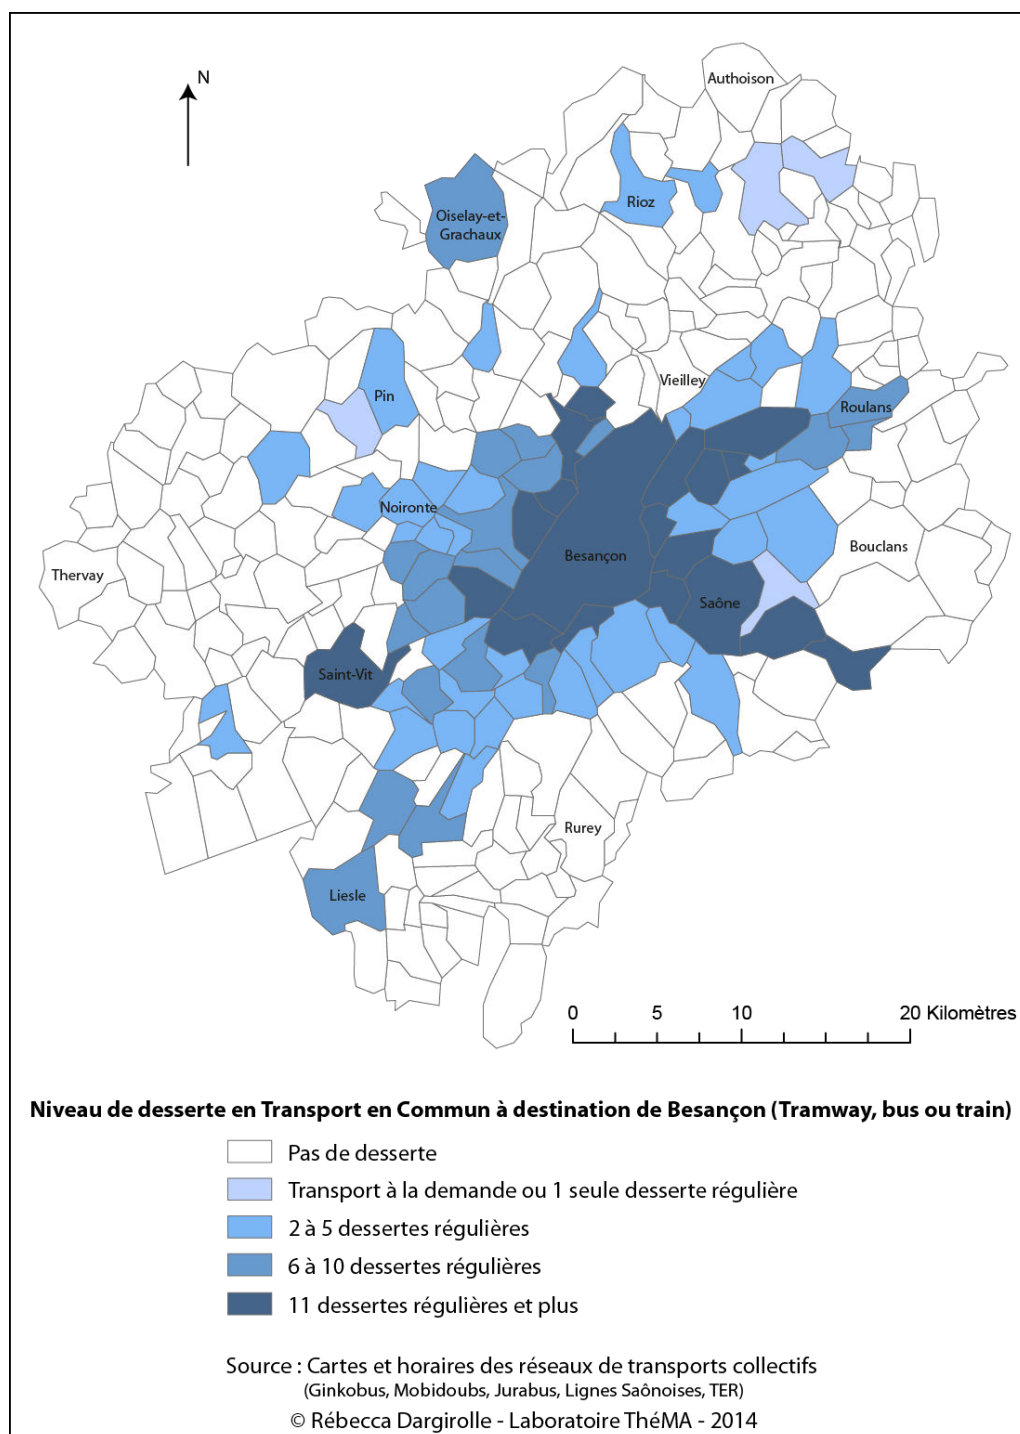 N
Authoison
Rioz
Oiselay-et-
Grachaux
Vieilley
Pin
Roulans
Noironte
Besançon
Bouclans
Thervay
Saône
Saint-Vit
Rurey
Liesle
0 5 10 20 Kilomètres
Niveau de desserte en Transport en Commun à destination de Besançon (Tramway, bus ou train)
Pas de desserte
Transport à la demande ou 1 seule desserte régulière
2 à 5 dessertes régulières
6 à 10 dessertes régulières
11 dessertes régulières et plus
Source : Cartes et horaires des réseaux de transports collectifs
(Ginkobus, Mobidoubs, Jurabus, Lignes Saônoises, TER)
© Rébecca Dargirolle - Laboratoire ThéMA - 2014